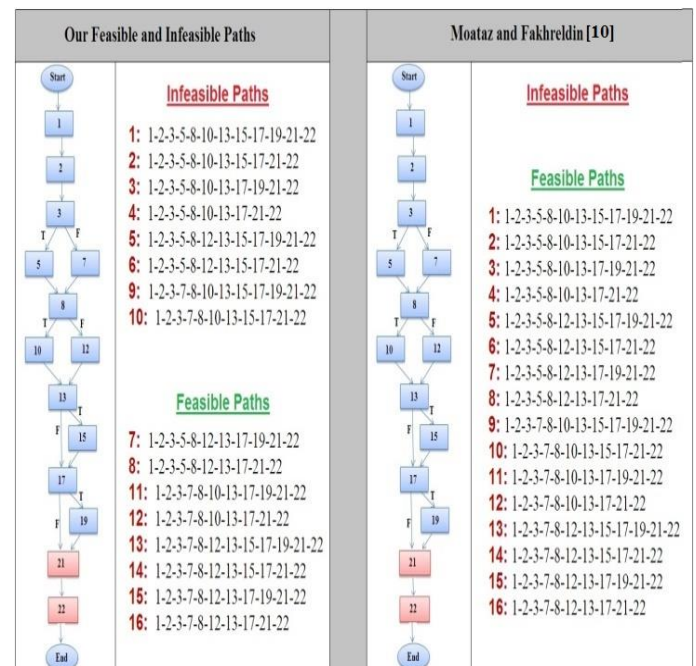 Our Feasible and Infeasible Paths
Start
1
2
3
T F
5 7
8
T F
10 12
13
T
F
15
17
T
F
19
21
22
End
Infeasible Paths
1: 1-2-3-5-8-10-13-15-17-19-21-22
2: 1-2-3-5-8-10-13-15-17-21-22
3: 1-2-3-5-8-10-13-17-19-21-22
4: 1-2-3-5-8-10-13-17-21-22
5: 1-2-3-5-8-12-13-15-17-19-21-22
6: 1-2-3-5-8-12-13-15-17-21-22
9: 1-2-3-7-8-10-13-15-17-19-21-22
10: 1-2-3-7-8-10-13-15-17-21-22
Feasible Paths
7: 1-2-3-5-8-12-13-17-19-21-22
8: 1-2-3-5-8-12-13-17-21-22
11: 1-2-3-7-8-10-13-17-19-21-22
12: 1-2-3-7-8-10-13-17-21-22
13: 1-2-3-7-8-12-13-15-17-19-21-22
14: 1-2-3-7-8-12-13-15-17-21-22
15: 1-2-3-7-8-12-13-17-19-21-22
16: 1-2-3-7-8-12-13-17-21-22
Moataz and Fakhreldin [10]
Start
1
2
3
T F
5 7
8
T F
10 12
13
T
F
15
17
T
F
19
21
22
End
Infeasible Paths
Feasible Paths
1: 1-2-3-5-8-10-13-15-17-19-21-22
2: 1-2-3-5-8-10-13-15-17-21-22
3: 1-2-3-5-8-10-13-17-19-21-22
4: 1-2-3-5-8-10-13-17-21-22
5: 1-2-3-5-8-12-13-15-17-19-21-22
6: 1-2-3-5-8-12-13-15-17-21-22
7: 1-2-3-5-8-12-13-17-19-21-22
8: 1-2-3-5-8-12-13-17-21-22
9: 1-2-3-7-8-10-13-15-17-19-21-22
10: 1-2-3-7-8-10-13-15-17-21-22
11: 1-2-3-7-8-10-13-17-19-21-22
12: 1-2-3-7-8-10-13-17-21-22
13: 1-2-3-7-8-12-13-15-17-19-21-22
14: 1-2-3-7-8-12-13-15-17-21-22
15: 1-2-3-7-8-12-13-17-19-21-22
16: 1-2-3-7-8-12-13-17-21-22